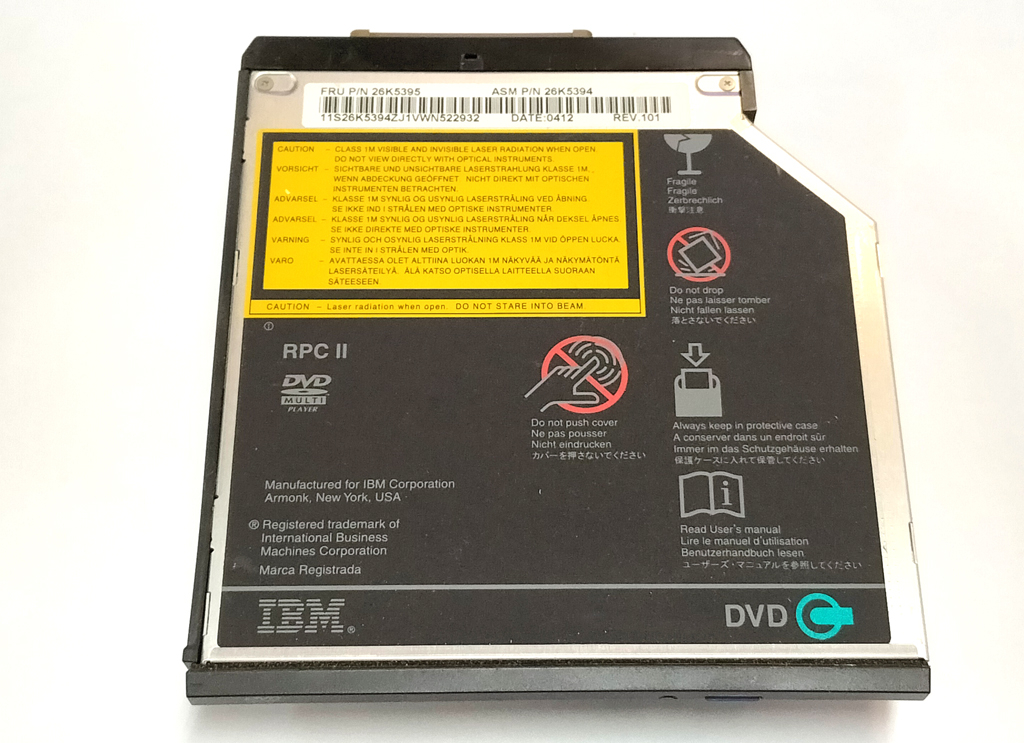 FRU P/N 26K5395 ASM P/N 26K5394
11S26K5394ZJ1VWN522932 DATE:0412 REV.101
CAUTION – CLASS 1M VISIBLE AND INVISIBLE LASER RADIATION WHEN OPEN.
DO NOT VIEW DIRECTLY WITH OPTICAL INSTRUMENTS.
VORSICHT – SICHTBARE UND UNSICHTBARE LASERSTRAHLUNG KLASSE 1M,
WENN ABDECKUNG GEÖFFNET NICHT DIREKT MIT OPTISCHEN
INSTRUMENTEN BETRACHTEN.
ADVARSEL – KLASSE 1M SYNLIG OG USYNLIG LASERSTRÅLING VED ÅBNING.
SE IKKE IND I STRÅLEN MED OPTISKE INSTRUMENTER
ADVARSEL – KLASSE 1M SYNLIG OG USYNLIG LASERSTRÅLING NÅR DEKSEL ÅPNES
SE IKKE DIREKTE MED OPTISKE INSTRUMENTER.
VARNING – SYNLIG OCH OSYNLIG LASERSTRÅLNING KLASS 1M VID ÖPPEN LUCKA.
SE INTE IN I STRÅLEN MED OPTIK.
VARO – AVATTAESSA OLET ALTTIINA LUOKAN 1M NÄKYVÄÄ JA NÄKYMÄTÖNTÄ
LASERSÄTEILYÄ. ÄLÄ KATSO OPTISELLA LAITTEELLA SUORAAN
SÄTEESEEN.
CAUTION – Laser radiation when open. DO NOT STARE INTO BEAM.
Fragile
Fragile
Zerbrechlich
衝撃注意
Do not drop
Ne pas laisser tomber
Nicht fallen lassen
落とさないでください
RPC II
DVD
MULTI
PLAYER
Do not push cover
Ne pas pousser
Nicht eindrucken
カバーを押さないでください
Always keep in protective case
A conserver dans un endroit sûr
Immer im das Schutzgehäuse erhalten
保護ケースに入れて保管してください
Manufactured for IBM Corporation
Armonk, New York, USA
® Registered trademark of
International Business
Machines Corporation
Marca Registrada
i
Read User's manual
Lire le manuel d'utilisation
Benutzerhandbuch lesen
ユーザーズ・マニュアルを参照してください
IBM®
DVD